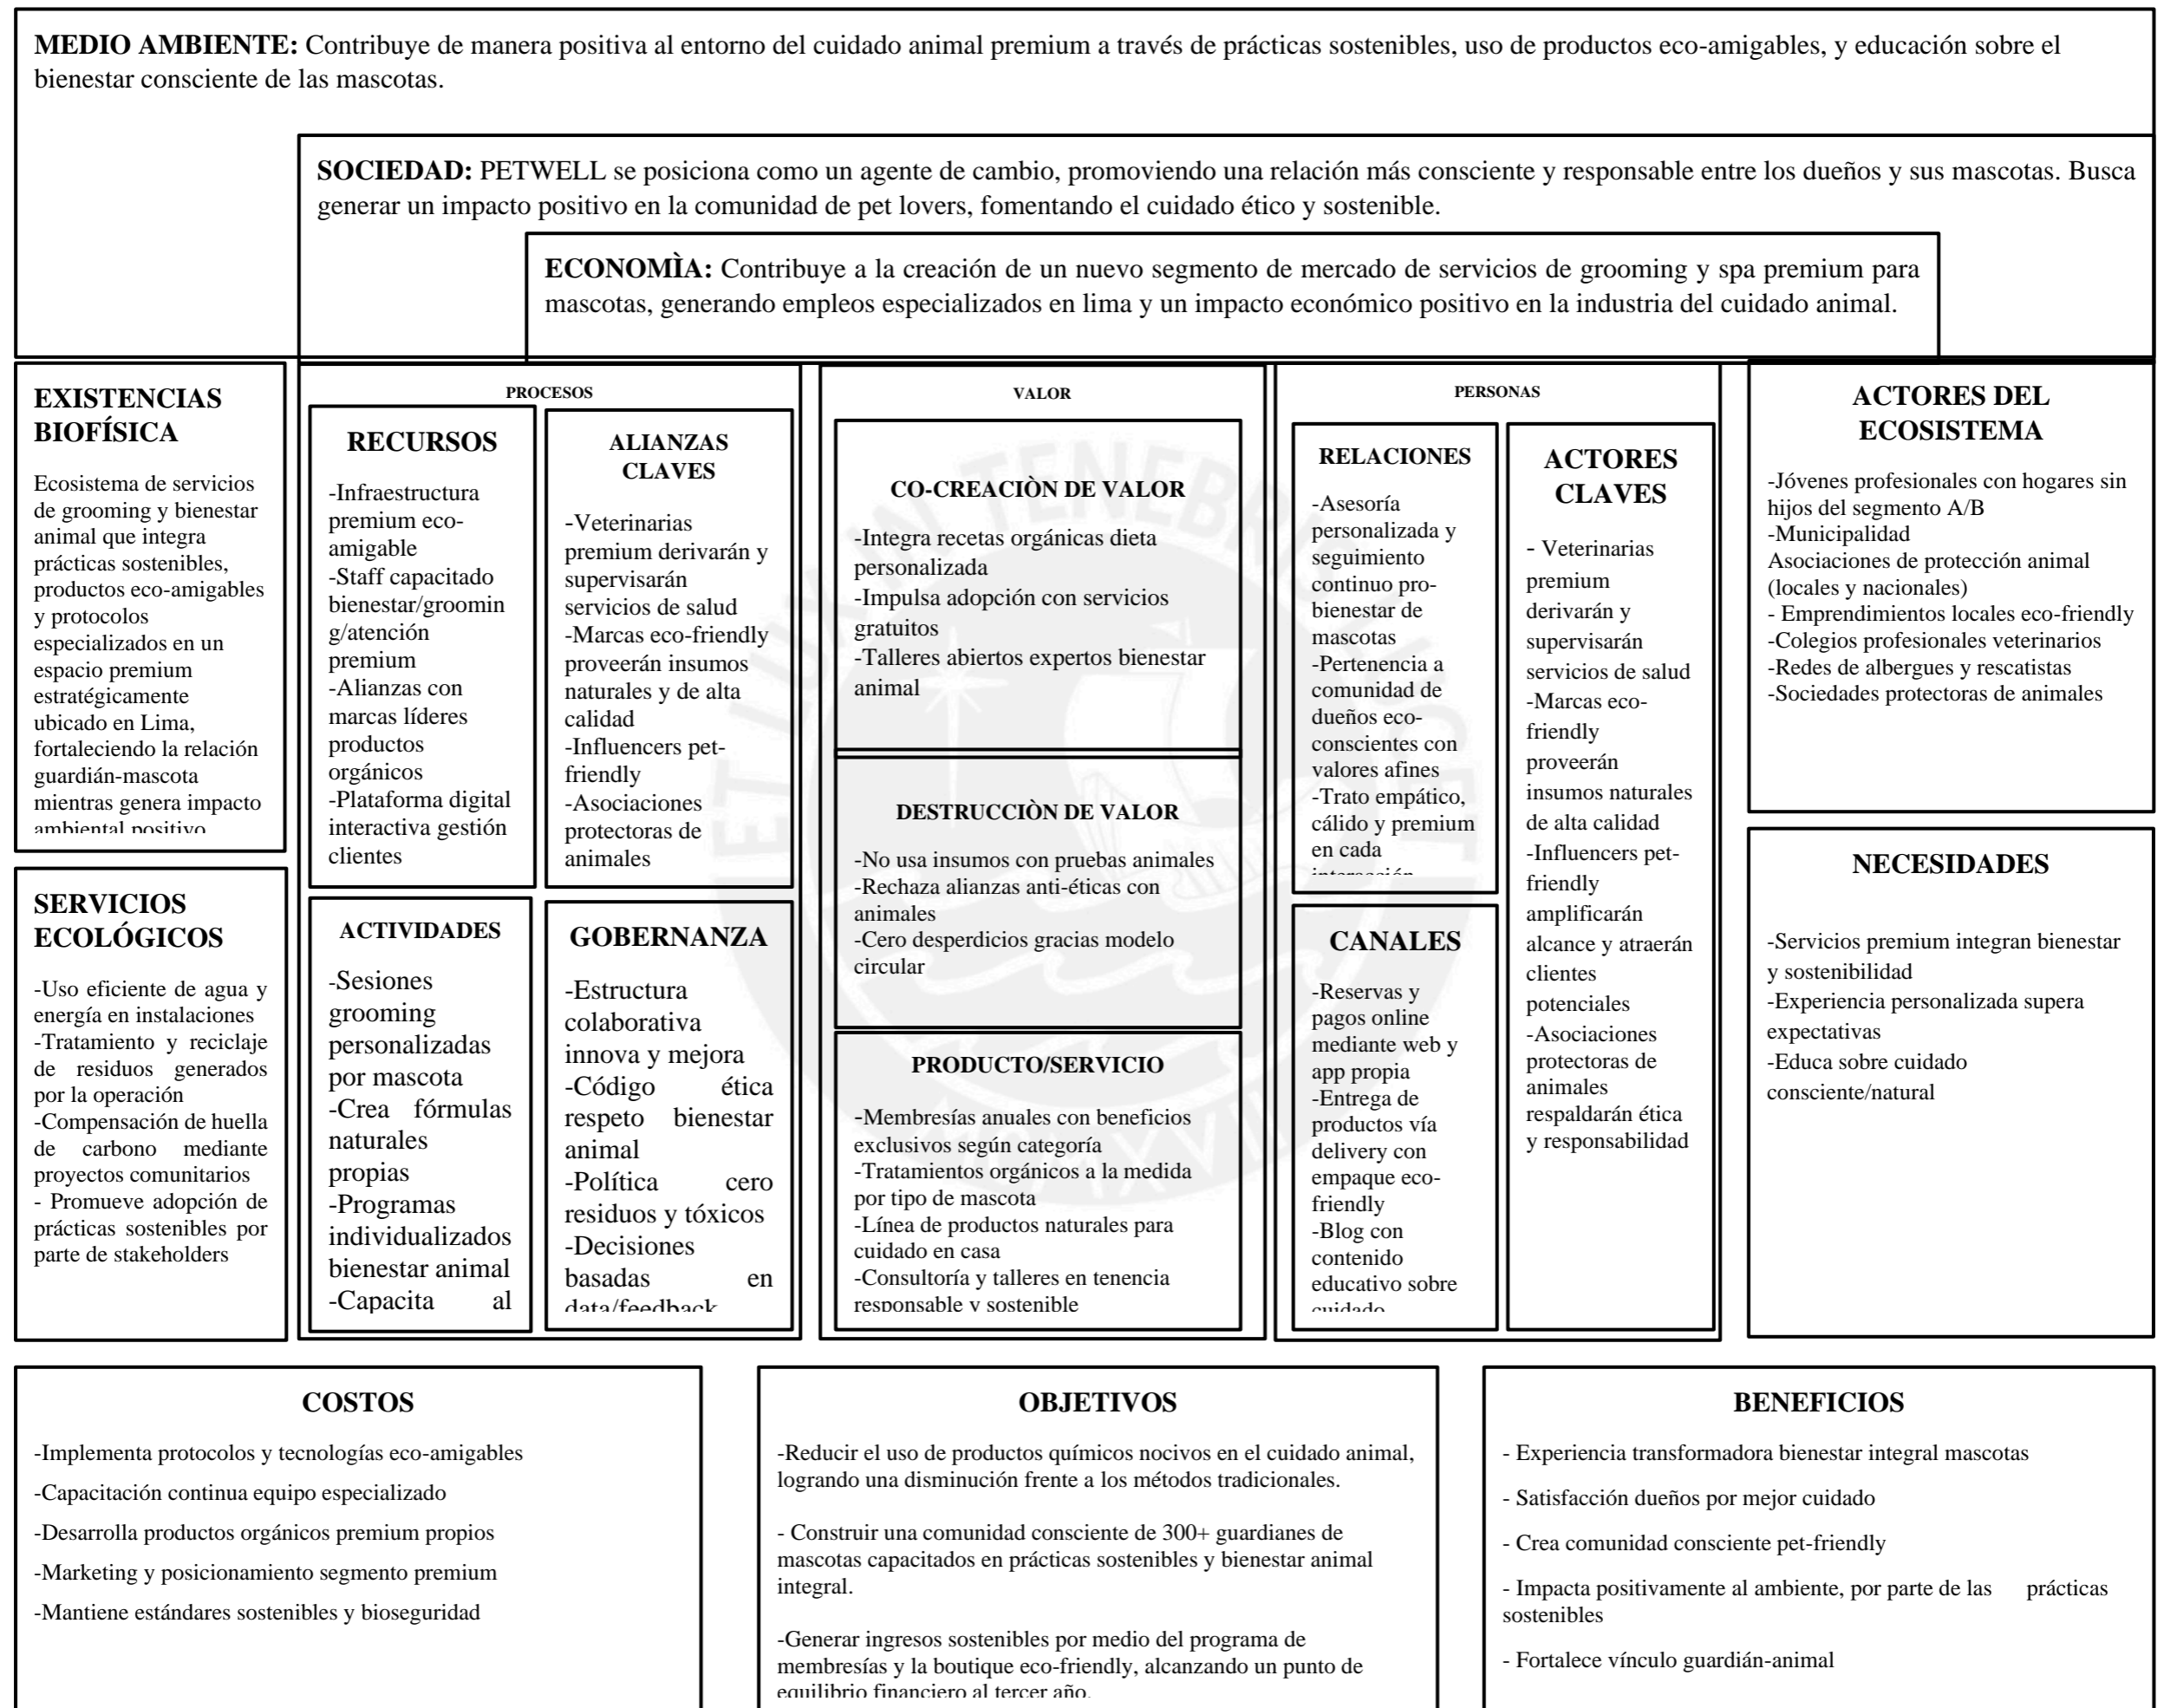 MEDIO AMBIENTE: Contribuye de manera positiva al entorno del cuidado animal premium a través de prácticas sostenibles, uso de productos eco-amigables, y educación sobre el
bienestar consciente de las mascotas.
SOCIEDAD: PETWELL se posiciona como un agente de cambio, promoviendo una relación más consciente y responsable entre los dueños y sus mascotas. Busca
generar un impacto positivo en la comunidad de pet lovers, fomentando el cuidado ético y sostenible.
ECONOMÌA: Contribuye a la creación de un nuevo segmento de mercado de servicios de grooming y spa premium para
mascotas, generando empleos especializados en lima y un impacto económico positivo en la industria del cuidado animal.
EXISTENCIAS
BIOFÍSICA
Ecosistema de servicios
de grooming y bienestar
animal que integra
prácticas sostenibles,
productos eco-amigables
y protocolos
especializados en un
espacio premium
estratégicamente
ubicado en Lima,
fortaleciendo la relación
guardián-mascota
mientras genera impacto
ambiental positivo
SERVICIOS
ECOLÓGICOS
-Uso eficiente de agua y
energía en instalaciones
-Tratamiento y reciclaje
de residuos generados
por la operación
-Compensación de huella
de carbono mediante
proyectos comunitarios
- Promueve adopción de
prácticas sostenibles por
parte de stakeholders
PROCESOS
RECURSOS
-Infraestructura
premium eco-
amigable
-Staff capacitado
bienestar/groomin
g/atención
premium
-Alianzas con
marcas líderes
productos
orgánicos
-Plataforma digital
interactiva gestión
clientes
ALIANZAS
CLAVES
-Veterinarias
premium derivarán y
supervisarán
servicios de salud
-Marcas eco-friendly
proveerán insumos
naturales y de alta
calidad
-Influencers pet-
friendly
-Asociaciones
protectoras de
animales
ACTIVIDADES
-Sesiones
grooming
personalizadas
por mascota
-Crea fórmulas
naturales
propias
-Programas
individualizados
bienestar animal
-Capacita al
GOBERNANZA
-Estructura
colaborativa
innova y mejora
-Código ética
respeto bienestar
animal
-Política cero
residuos y tóxicos
-Decisiones
basadas en
data/feedback
VALOR
CO-CREACIÒN DE VALOR
-Integra recetas orgánicas dieta
personalizada
-Impulsa adopción con servicios
gratuitos
-Talleres abiertos expertos bienestar
animal
DESTRUCCIÒN DE VALOR
-No usa insumos con pruebas animales
-Rechaza alianzas anti-éticas con
animales
-Cero desperdicios gracias modelo
circular
PRODUCTO/SERVICIO
-Membresías anuales con beneficios
exclusivos según categoría
-Tratamientos orgánicos a la medida
por tipo de mascota
-Línea de productos naturales para
cuidado en casa
-Consultoría y talleres en tenencia
responsable y sostenible
PERSONAS
RELACIONES
-Asesoría
personalizada y
seguimiento
continuo pro-
bienestar de
mascotas
-Pertenencia a
comunidad de
dueños eco-
conscientes con
valores afines
-Trato empático,
cálido y premium
en cada
interacción
CANALES
-Reservas y
pagos online
mediante web y
app propia
-Entrega de
productos vía
delivery con
empaque eco-
friendly
-Blog con
contenido
educativo sobre
cuidado
ACTORES
CLAVES
- Veterinarias
premium
derivarán y
supervisarán
servicios de salud
-Marcas eco-
friendly
proveerán
insumos naturales
de alta calidad
-Influencers pet-
friendly
amplificarán
alcance y atraerán
clientes
potenciales
-Asociaciones
protectoras de
animales
respaldarán ética
y responsabilidad
ACTORES DEL
ECOSISTEMA
-Jóvenes profesionales con hogares sin
hijos del segmento A/B
-Municipalidad
Asociaciones de protección animal
(locales y nacionales)
- Emprendimientos locales eco-friendly
-Colegios profesionales veterinarios
-Redes de albergues y rescatistas
-Sociedades protectoras de animales
NECESIDADES
-Servicios premium integran bienestar
y sostenibilidad
-Experiencia personalizada supera
expectativas
-Educa sobre cuidado
consciente/natural
COSTOS
-Implementa protocolos y tecnologías eco-amigables
-Capacitación continua equipo especializado
-Desarrolla productos orgánicos premium propios
-Marketing y posicionamiento segmento premium
-Mantiene estándares sostenibles y bioseguridad
OBJETIVOS
-Reducir el uso de productos químicos nocivos en el cuidado animal,
logrando una disminución frente a los métodos tradicionales.
- Construir una comunidad consciente de 300+ guardianes de
mascotas capacitados en prácticas sostenibles y bienestar animal
integral.
-Generar ingresos sostenibles por medio del programa de
membresías y la boutique eco-friendly, alcanzando un punto de
equilibrio financiero al tercer año.
BENEFICIOS
- Experiencia transformadora bienestar integral mascotas
- Satisfacción dueños por mejor cuidado
- Crea comunidad consciente pet-friendly
- Impacta positivamente al ambiente, por parte de las prácticas
sostenibles
- Fortalece vínculo guardián-animal
ET LUX IN TENEBRIS LUCET